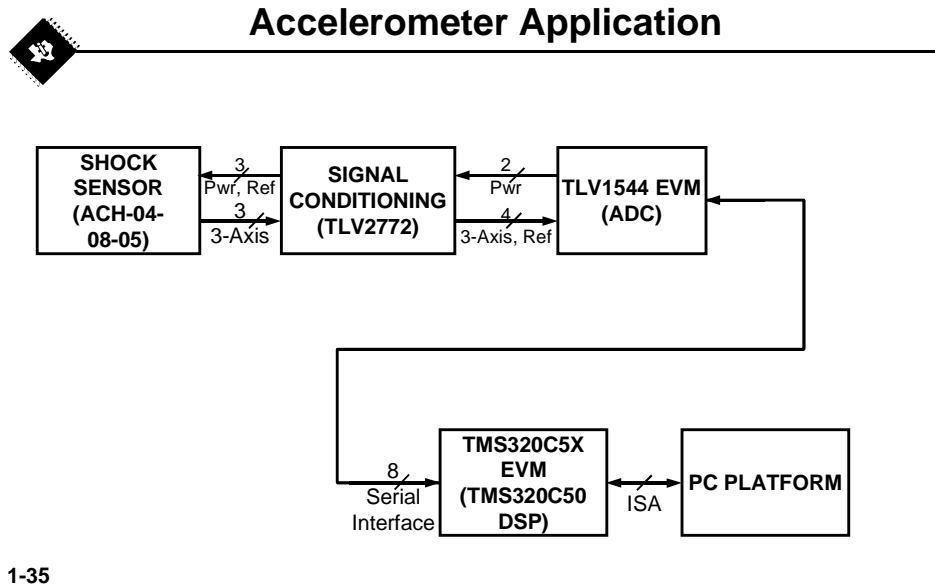 Accelerometer Application
SHOCK
SENSOR
(ACH-04-
08-05)
3
Pwr, Ref
3
3-Axis
SIGNAL
CONDITIONING
(TLV2772)
2
Pwr
4
3-Axis, Ref
TLV1544 EVM
(ADC)
8
Serial
Interface
TMS320C5X
EVM
(TMS320C50
DSP)
ISA
PC PLATFORM
1-35